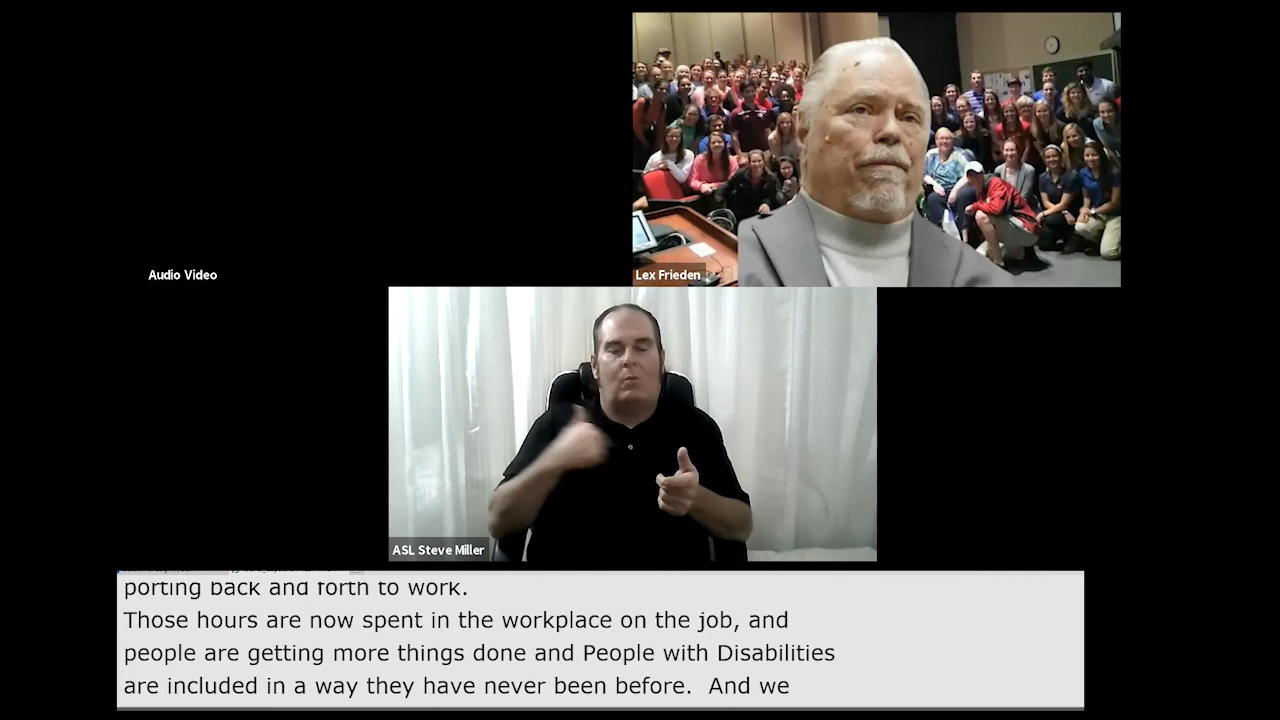 Audio Video
Lex Frieden
ASL Steve Miller
porting back and forth to work.
Those hours are now spent in the workplace on the job, and
people are getting more things done and People with Disabilities
are included in a way they have never been before.  And we